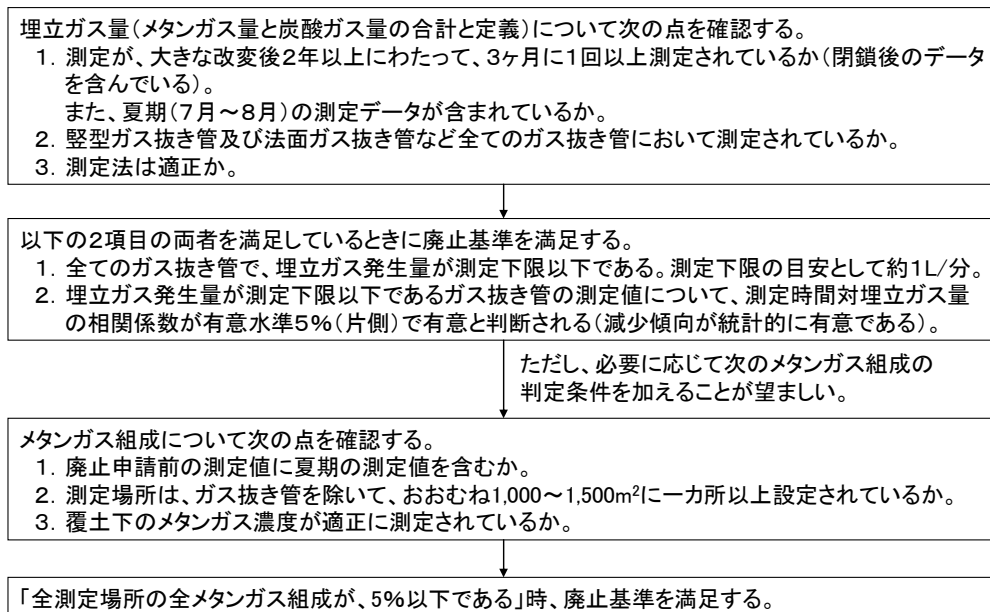 埋立ガス量(メタンガス量と炭酸ガス量の合計と定義)について次の点を確認する。
1. 測定が、大きな改変後2年以上にわたって、3ヶ月に1回以上測定されているか(閉鎖後のデータ
を含んでいる)。
また、夏期(7月~8月)の測定データが含まれているか。
2. 竪型ガス抜き管及び法面ガス抜き管など全てのガス抜き管において測定されているか。
3. 測定法は適正か。
以下の2項目の両者を満足しているときに廃止基準を満足する。
1. 全てのガス抜き管で、埋立ガス発生量が測定下限以下である。測定下限の目安として約1L/分。
2. 埋立ガス発生量が測定下限以下であるガス抜き管の測定値について、測定時間対埋立ガス量
の相関係数が有意水準5%(片側)で有意と判断される(減少傾向が統計的に有意である)。
ただし、必要に応じて次のメタンガス組成の
判定条件を加えることが望ましい。
メタンガス組成について次の点を確認する。
1. 廃止申請前の測定値に夏期の測定値を含むか。
2. 測定場所は、ガス抜き管を除いて、おおむね1,000~1,500m²に一カ所以上設定されているか。
3. 覆土下のメタンガス濃度が適正に測定されているか。
「全測定場所の全メタンガス組成が、5%以下である」時、廃止基準を満足する。